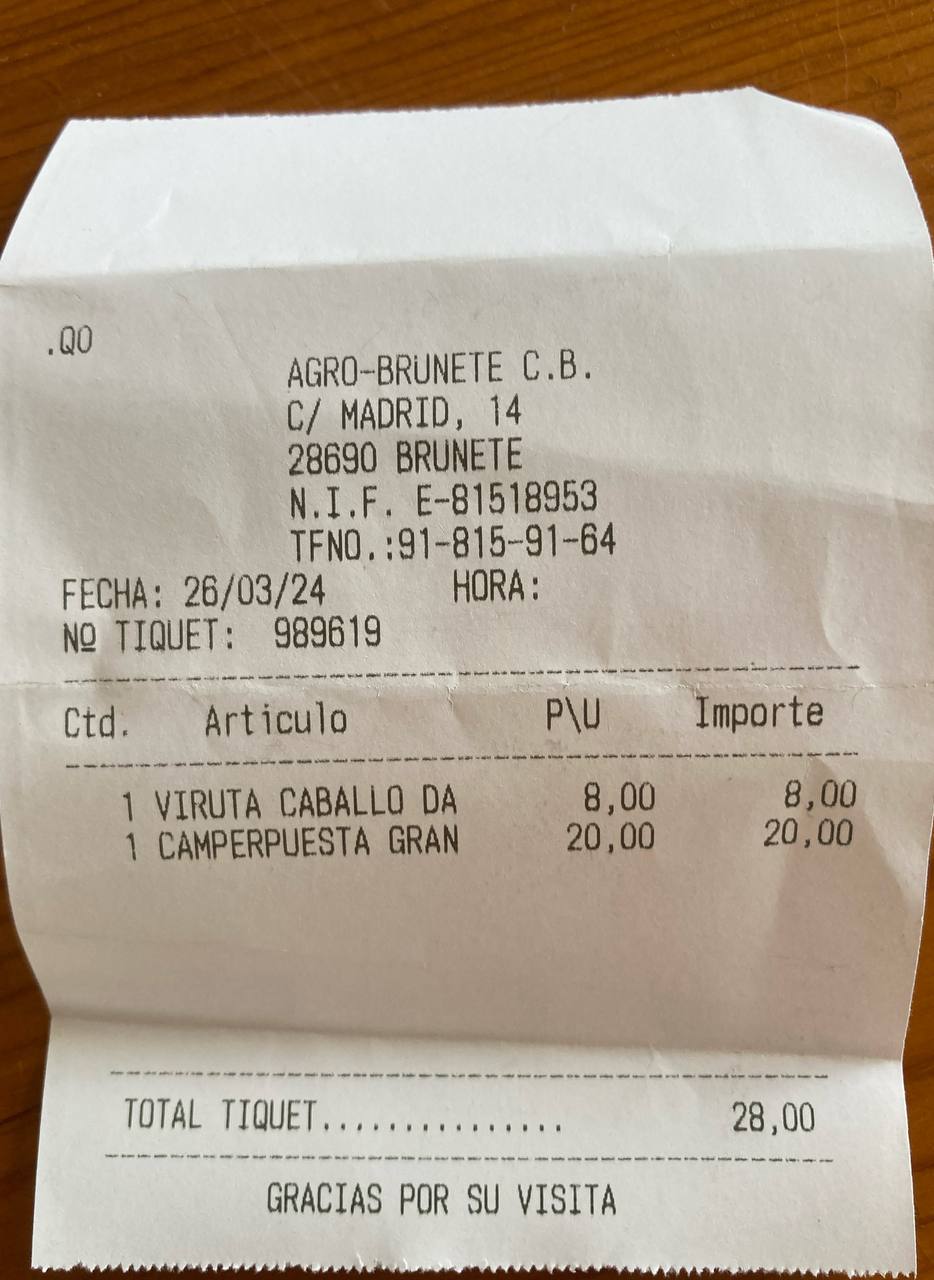 .QO
AGRO-BRUNETE C.B.
C/ MADRID, 14
28690 BRUNETE
N.I.F. E-81518953
TFNO.:91-815-91-64
FECHA: 26/03/24 HORA:
Nº TIQUET: 989619
Ctd. Articulo P\U Importe
1 VIRUTA CABALLO DA 8,00 8,00
1 CAMPERPUESTA GRAN 20,00 20,00
TOTAL TIQUET............... 28,00
GRACIAS POR SU VISITA